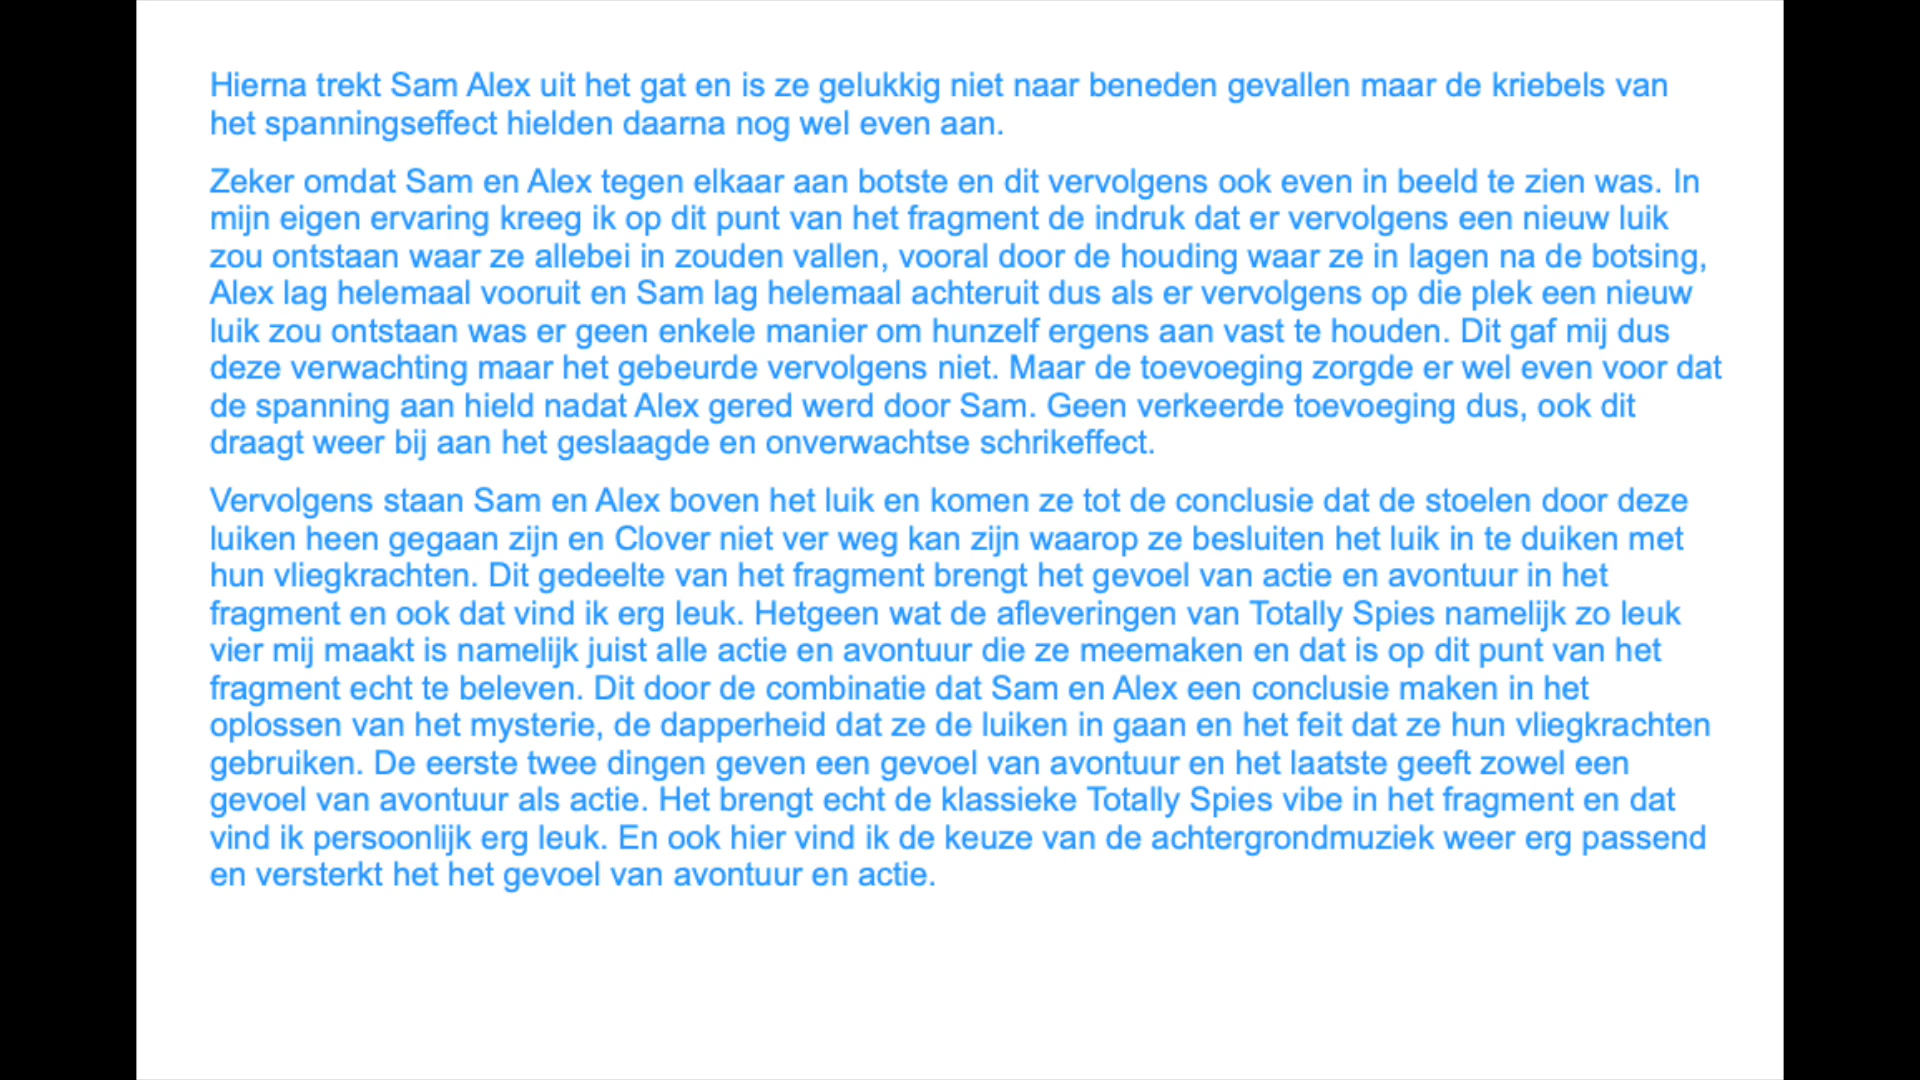 Hierna trekt Sam Alex uit het gat en is ze gelukkig niet naar beneden gevallen maar de kriebels van
het spanningseffect hielden daarna nog wel even aan.
Zeker omdat Sam en Alex tegen elkaar aan botste en dit vervolgens ook even in beeld te zien was. In
mijn eigen ervaring kreeg ik op dit punt van het fragment de indruk dat er vervolgens een nieuw luik
zou ontstaan waar ze allebei in zouden vallen, vooral door de houding waar ze in lagen na de botsing,
Alex lag helemaal vooruit en Sam lag helemaal achteruit dus als er vervolgens op die plek een nieuw
luik zou ontstaan was er geen enkele manier om hunzelf ergens aan vast te houden. Dit gaf mij dus
deze verwachting maar het gebeurde vervolgens niet. Maar de toevoeging zorgde er wel even voor dat
de spanning aan hield nadat Alex gered werd door Sam. Geen verkeerde toevoeging dus, ook dit
draagt weer bij aan het geslaagde en onverwachtse schrikeffect.
Vervolgens staan Sam en Alex boven het luik en komen ze tot de conclusie dat de stoelen door deze
luiken heen gegaan zijn en Clover niet ver weg kan zijn waarop ze besluiten het luik in te duiken met
hun vliegkrachten. Dit gedeelte van het fragment brengt het gevoel van actie en avontuur in het
fragment en ook dat vind ik erg leuk. Hetgeen wat de afleveringen van Totally Spies namelijk zo leuk
vier mij maakt is namelijk juist alle actie en avontuur die ze meemaken en dat is op dit punt van het
fragment echt te beleven. Dit door de combinatie dat Sam en Alex een conclusie maken in het
oplossen van het mysterie, de dapperheid dat ze de luiken in gaan en het feit dat ze hun vliegkrachten
gebruiken. De eerste twee dingen geven een gevoel van avontuur en het laatste geeft zowel een
gevoel van avontuur als actie. Het brengt echt de klassieke Totally Spies vibe in het fragment en dat
vind ik persoonlijk erg leuk. En ook hier vind ik de keuze van de achtergrondmuziek weer erg passend
en versterkt het het gevoel van avontuur en actie.